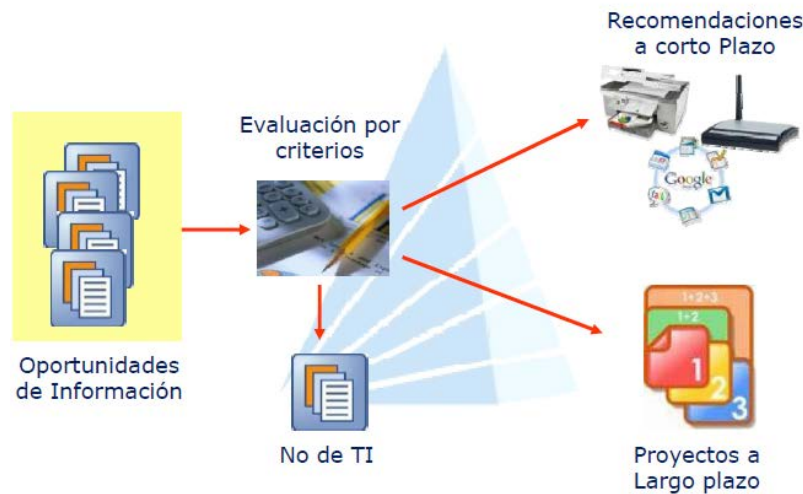 Recomendaciones
a corto Plazo
Evaluación por
criterios
Google
Oportunidades
de Información
No de TI
1+2+3
1+2
1
2
3
Proyectos a
Largo plazo